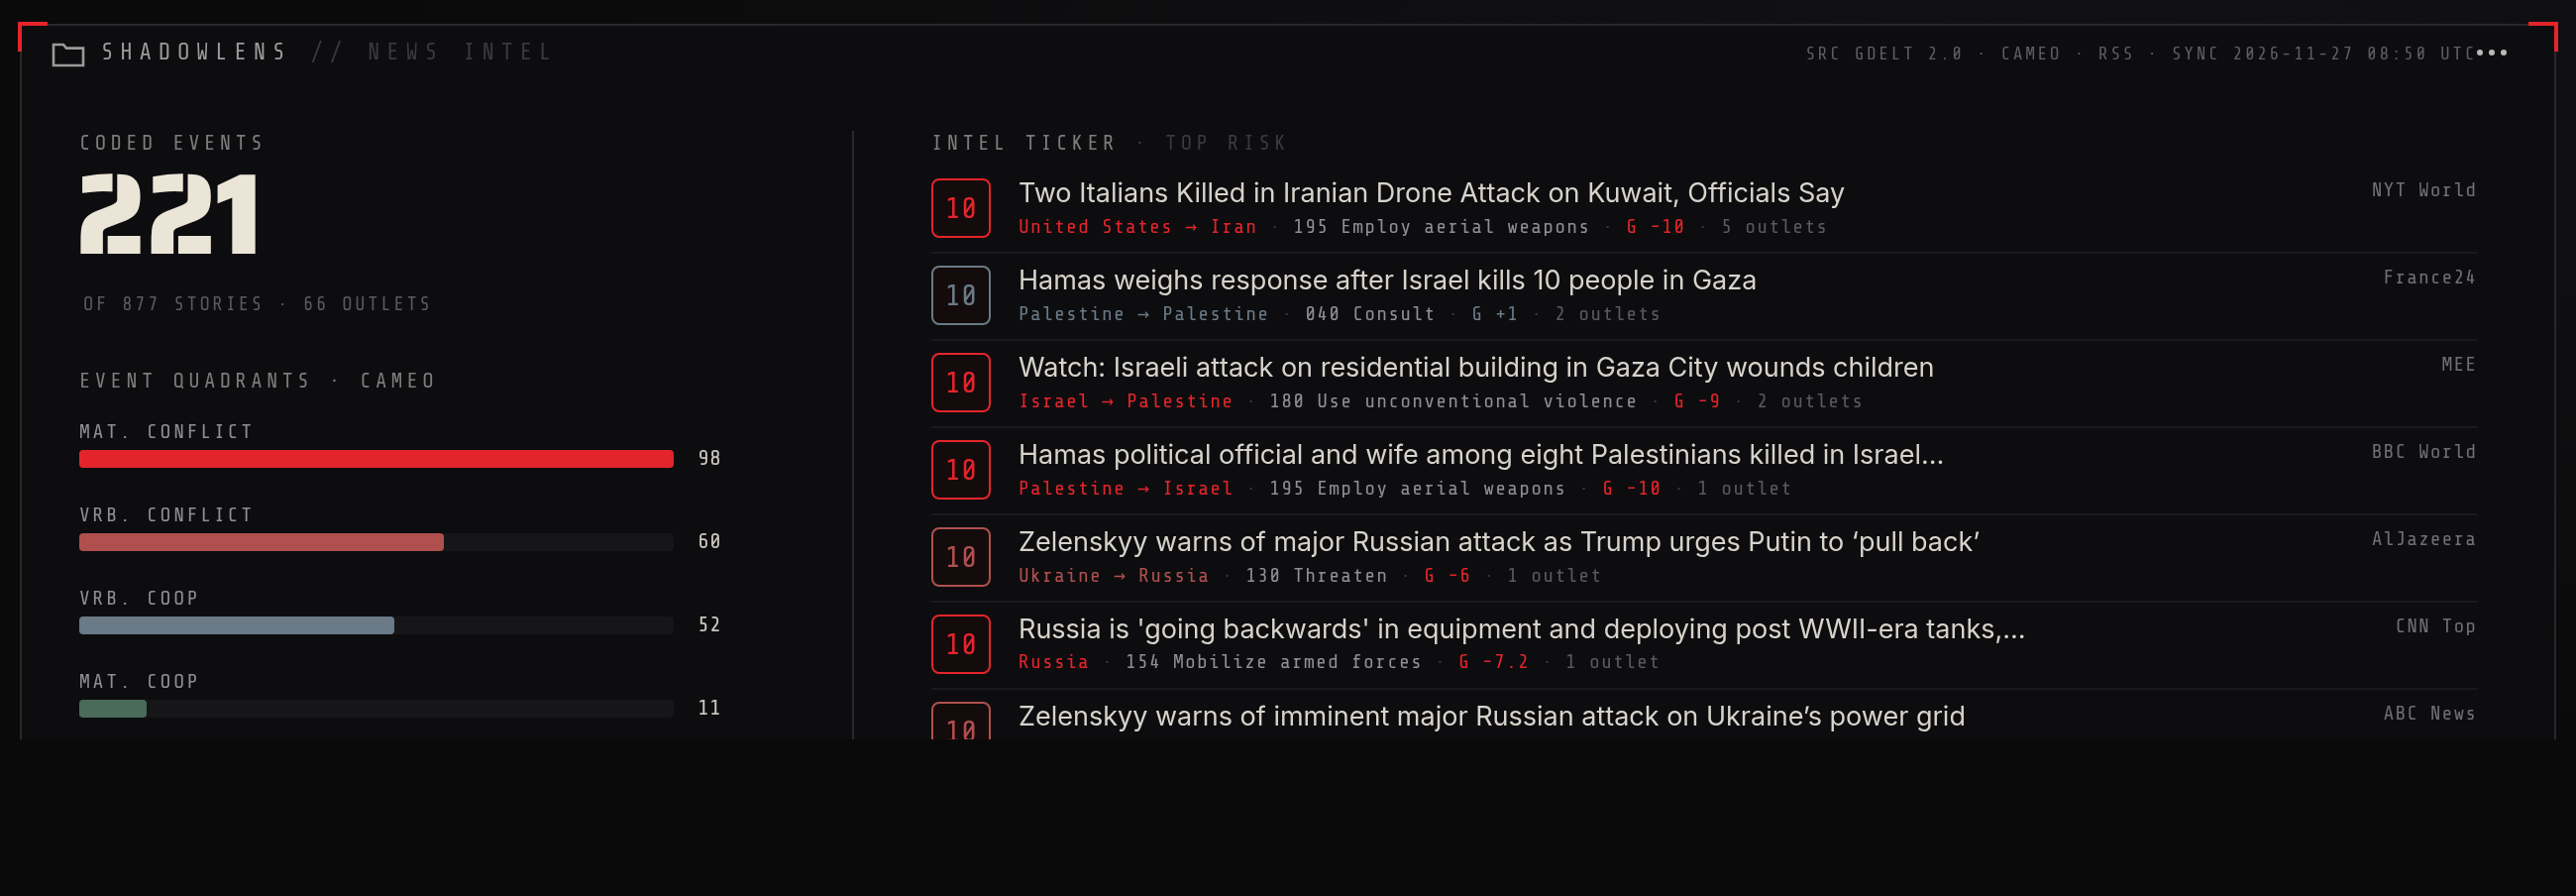 SHADOWLENS // NEWS INTEL
SRC GDELT 2.0 · CAMEO · RSS · SYNC 2026-11-27 08:50 UTC•••
CODED EVENTS
221
OF 877 STORIES · 66 OUTLETS
EVENT QUADRANTS · CAMEO
MAT. CONFLICT
98
VRB. CONFLICT
60
VRB. COOP
52
MAT. COOP
11
INTEL TICKER · TOP RISK
10
Two Italians Killed in Iranian Drone Attack on Kuwait, Officials Say
NYT World
United States → Iran · 195 Employ aerial weapons · G -10 · 5 outlets
10
Hamas weighs response after Israel kills 10 people in Gaza
France24
Palestine → Palestine · 040 Consult · G +1 · 2 outlets
10
Watch: Israeli attack on residential building in Gaza City wounds children
MEE
Israel → Palestine · 180 Use unconventional violence · G -9 · 2 outlets
10
Hamas political official and wife among eight Palestinians killed in Israel...
BBC World
Palestine → Israel · 195 Employ aerial weapons · G -10 · 1 outlet
10
Zelenskyy warns of major Russian attack as Trump urges Putin to ‘pull back’
AlJazeera
Ukraine → Russia · 130 Threaten · G -6 · 1 outlet
10
Russia is 'going backwards' in equipment and deploying post WWII-era tanks,...
CNN Top
Russia · 154 Mobilize armed forces · G -7.2 · 1 outlet
10
Zelenskyy warns of imminent major Russian attack on Ukraine’s power grid
ABC News